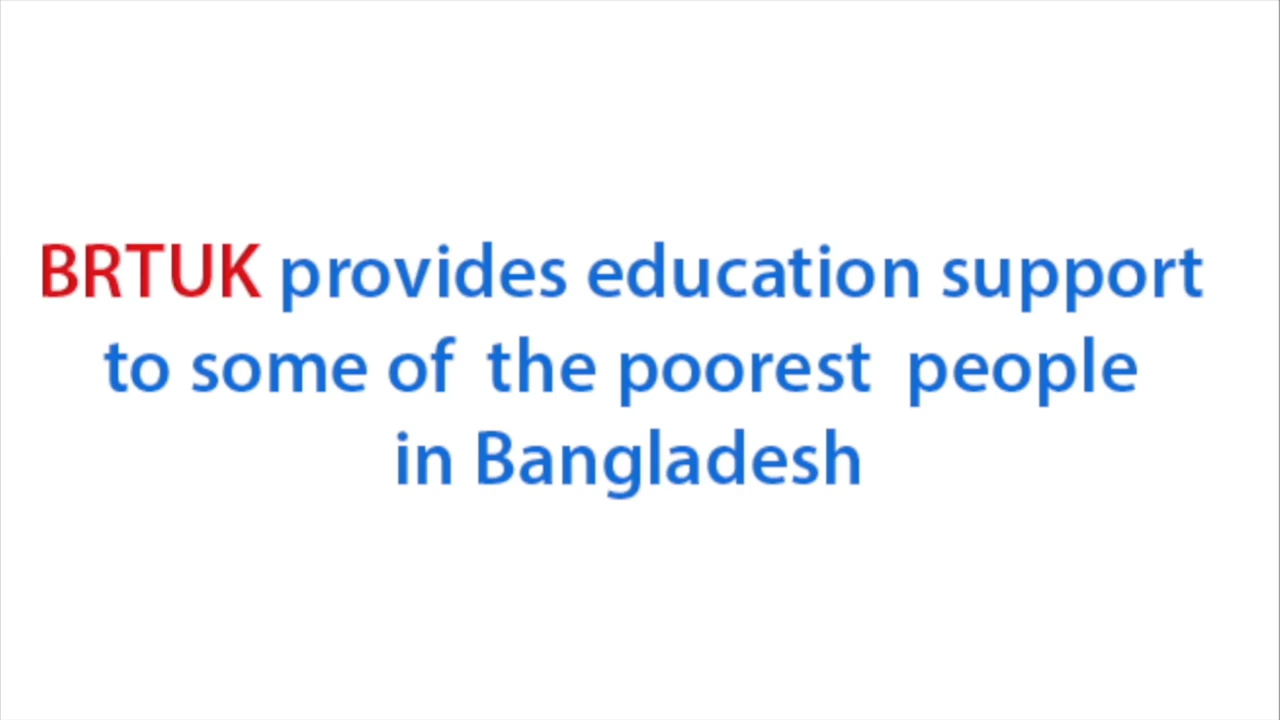 BRTUK provides education support
to some of the poorest people
in Bangladesh